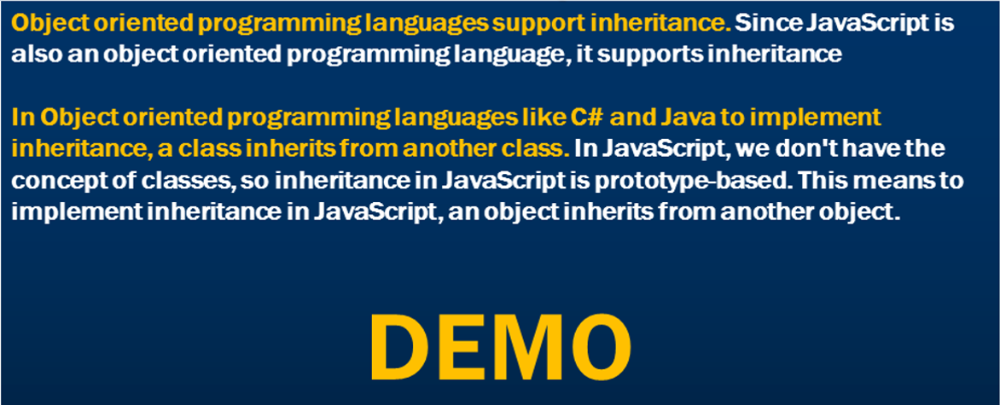 Object oriented programming languages support inheritance. Since JavaScript is
also an object oriented programming language, it supports inheritance
In Object oriented programming languages like C# and Java to implement
inheritance, a class inherits from another class. In JavaScript, we don't have the
concept of classes, so inheritance in JavaScript is prototype-based. This means to
implement inheritance in JavaScript, an object inherits from another object.
DEMO